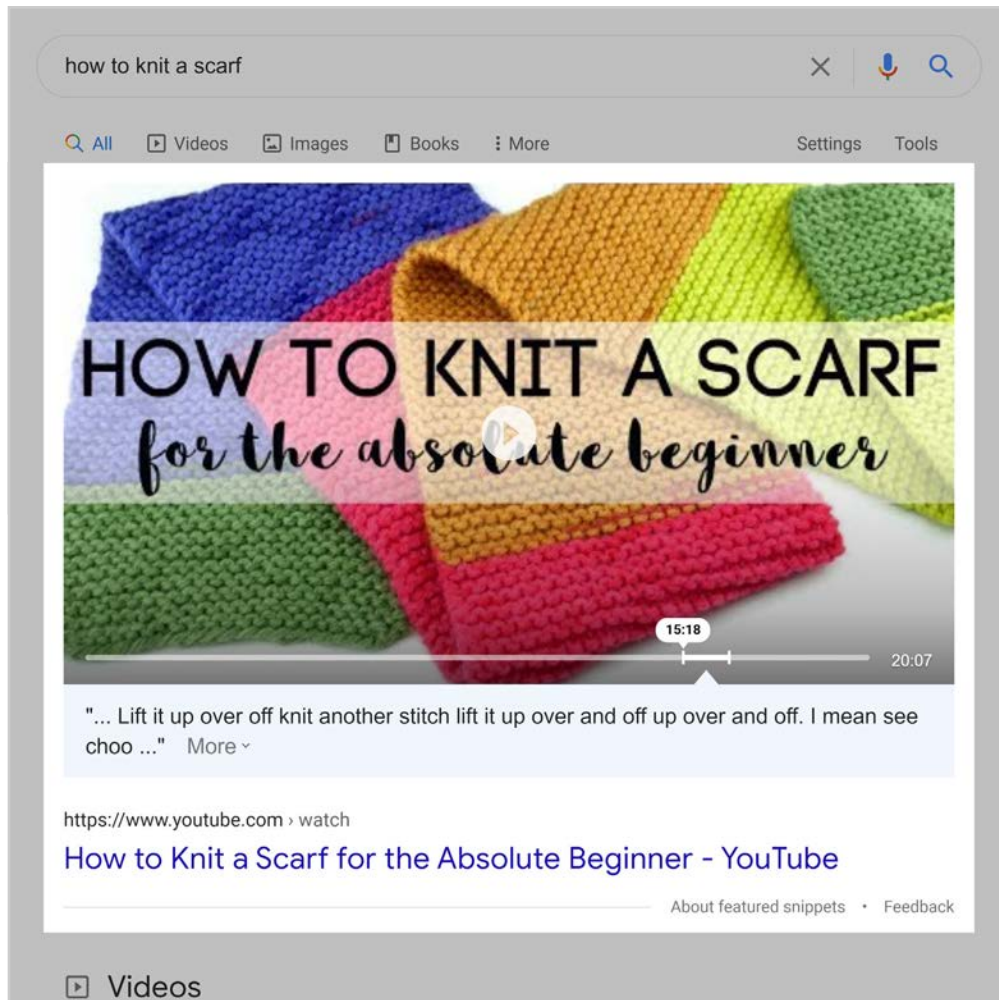 how to knit a scarf
All Videos Images Books More Settings Tools
HOW TO KNIT A SCARF
for the absolute beginner
15:18
20:07
"... Lift it up over off knit another stitch lift it up over and off up over and off. I mean see
choo ..." More
https://www.youtube.com › watch
How to Knit a Scarf for the Absolute Beginner - YouTube
About featured snippets • Feedback
Videos